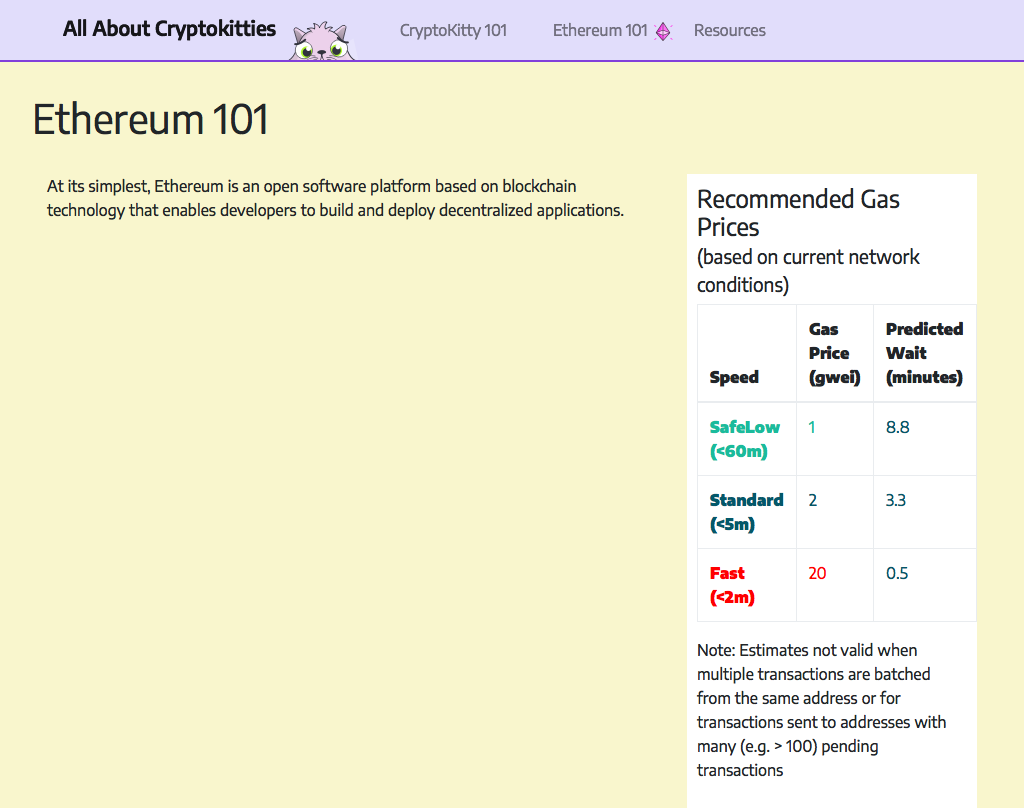 All About Cryptokitties CryptoKitty 101 Ethereum 101 Resources
Ethereum 101
At its simplest, Ethereum is an open software platform based on blockchain
technology that enables developers to build and deploy decentralized applications.
Recommended Gas
Prices
(based on current network
conditions)
Speed Gas Price (gwei) Predicted Wait (minutes)
SafeLow (<60m) 1 8.8
Standard (<5m) 2 3.3
Fast (<2m) 20 0.5
Note: Estimates not valid when
multiple transactions are batched
from the same address or for
transactions sent to addresses with
many (e.g. > 100) pending
transactions